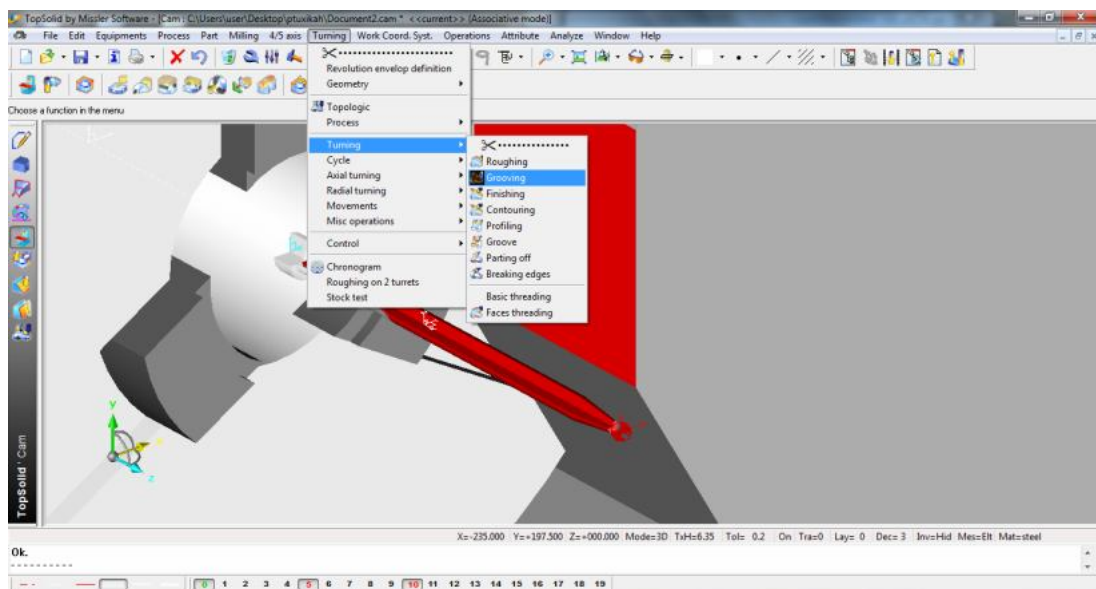 TopSolid by Missler Software - [Cam : C:\Users\user\Desktop\ptuxikah\Document2.cam * <<current>> (Associative mode)]
File Edit Equipments Process Part Milling 4/5 axis Turning Work Coord. Syst. Operations Attribute Analyze Window Help
Revolution envelop definition
Geometry
Choose a function in the menu
Topologic
Process
Turning
Cycle
Axial turning
Radial turning
Movements
Misc operations
Control
Chronogram
Roughing on 2 turrets
Stock test
Roughing
Grooving
Finishing
Contouring
Profiling
Groove
Parting off
Breaking edges
Basic threading
Faces threading
y
z
TopSolid'Cam
X=-235.000 Y=+197.500 Z=+000.000 Mode=3D TxH=6.35 Tol= 0.2 On Tra=0 Lay= 0 Dec= 3 Inv=Hid Mes=Elt Mat=steel
Ok.
----------
0 1 2 3 4 5 6 7 8 9 10 11 12 13 14 15 16 17 18 19